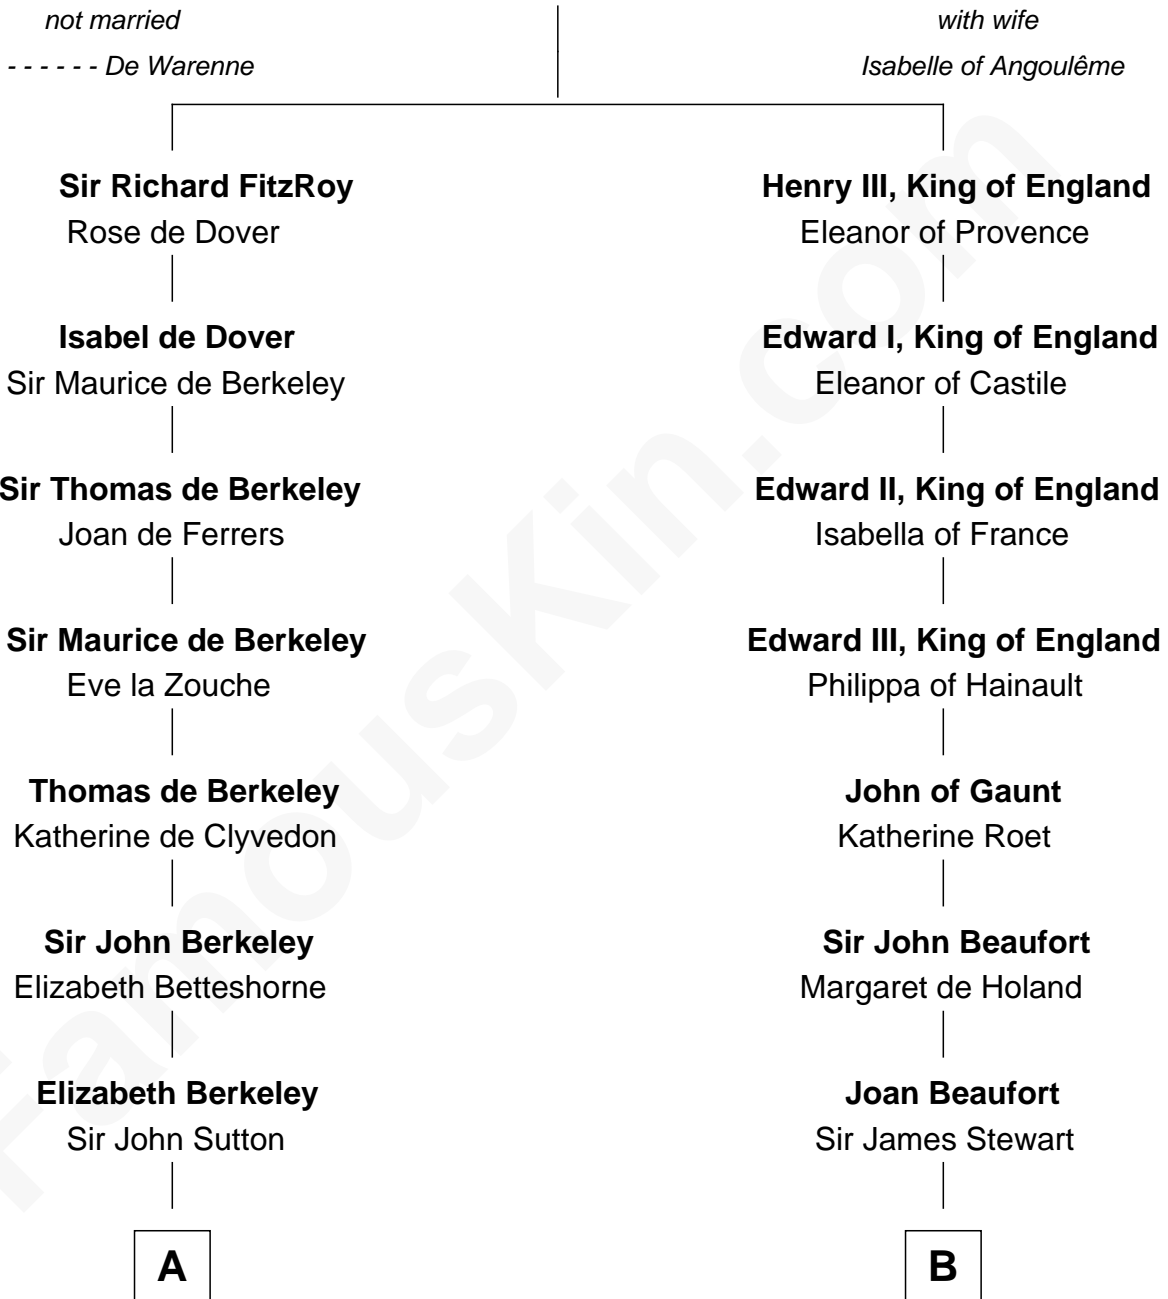 not married
with wife
- - - - - - De Warenne
Isabelle of Angoulême
Sir Richard FitzRoy
Henry III, King of England
Rose de Dover
Eleanor of Provence
Isabel de Dover
Edward I, King of England
Sir Maurice de Berkeley
Eleanor of Castile
Sir Thomas de Berkeley
Edward II, King of England
Joan de Ferrers
Isabella of France
Sir Maurice de Berkeley
Edward III, King of England
Eve la Zouche
Philippa of Hainault
Thomas de Berkeley
John of Gaunt
Katherine de Clyvedon
Katherine Roet
Sir John Berkeley
Sir John Beaufort
Elizabeth Betteshorne
Margaret de Holand
Elizabeth Berkeley
Joan Beaufort
Sir John Sutton
Sir James Stewart
A
B
FamousKin.com